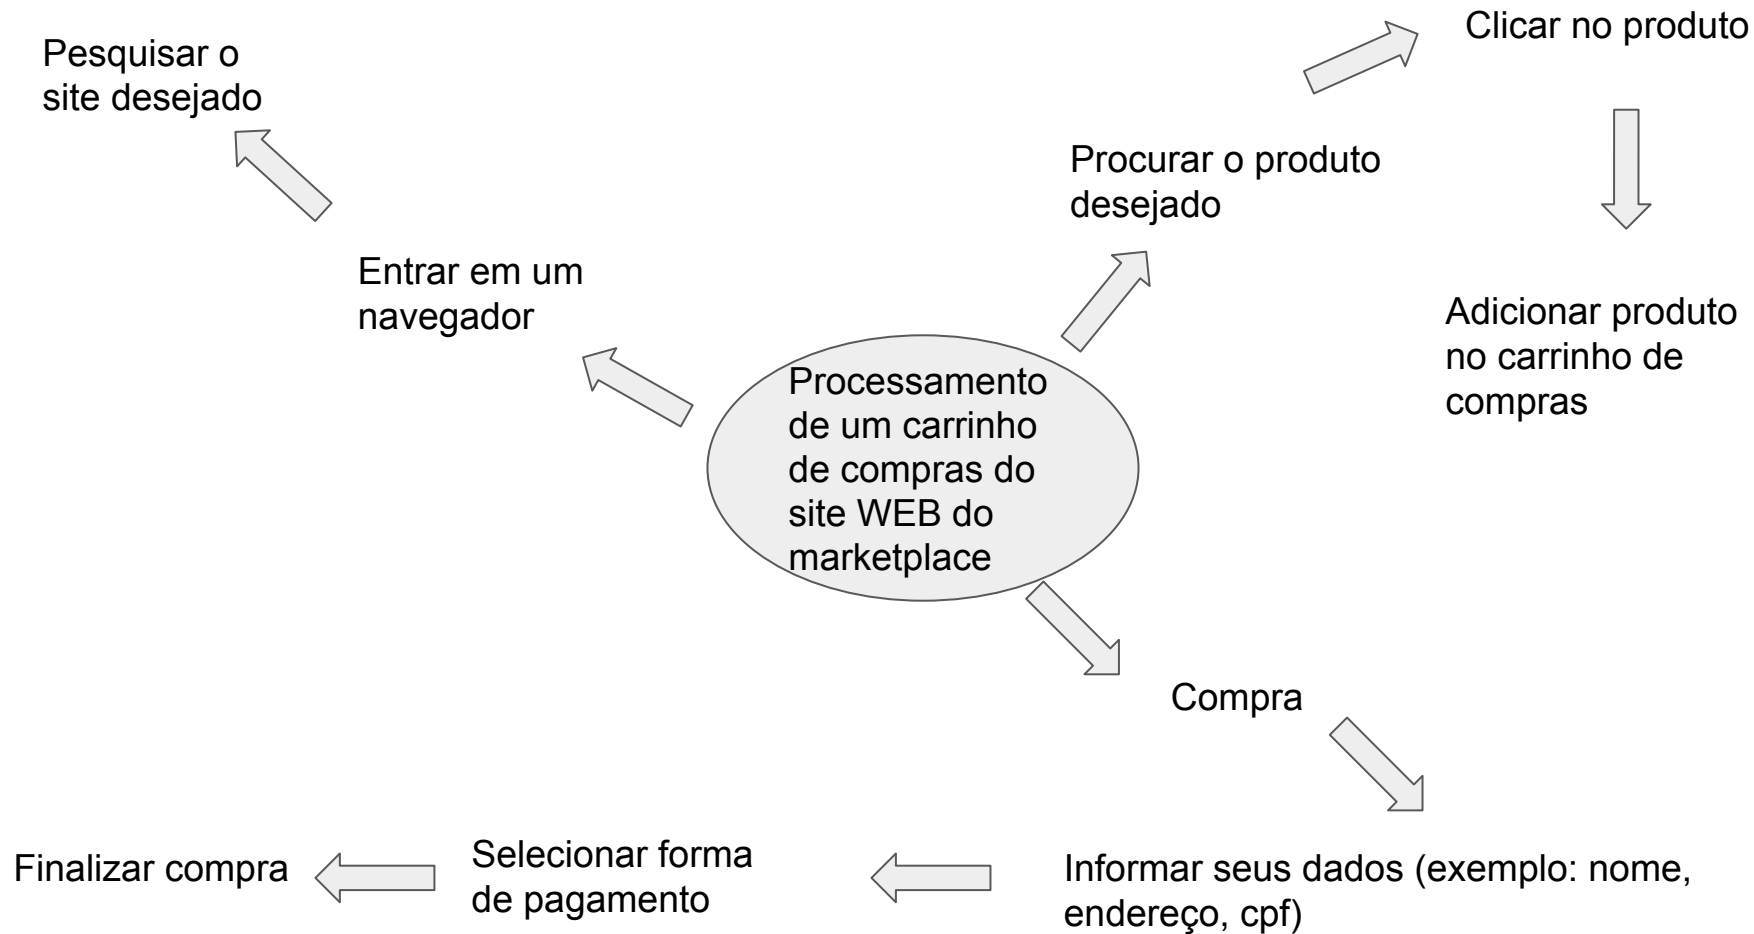 Pesquisar o
site desejado
Entrar em um
navegador
Processamento
de um carrinho
de compras do
site WEB do
marketplace
Procurar o produto
desejado
Clicar no produto
Adicionar produto
no carrinho de
compras
Compra
Informar seus dados (exemplo: nome,
endereço, cpf)
Selecionar forma
de pagamento
Finalizar compra